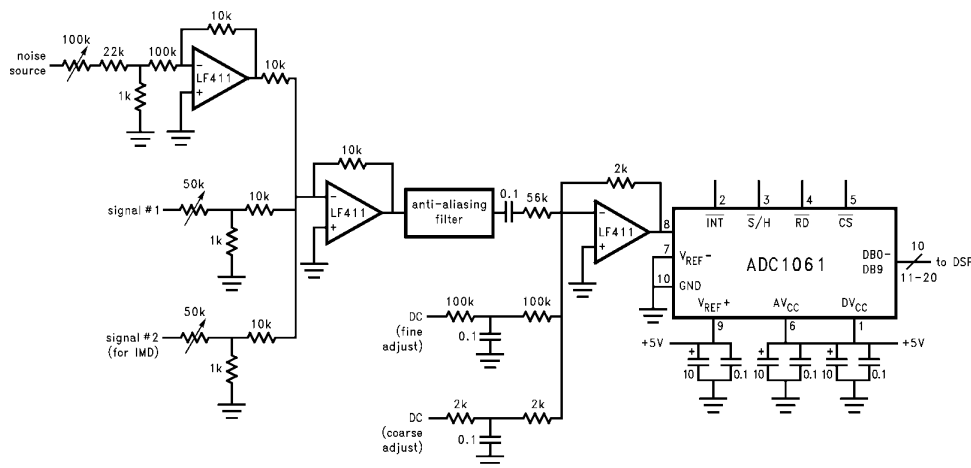 10k
100k
22k
100k
noise
source
1k
LF411
−
+
10k
10k
50k
signal #1
10k
1k
−
+
LF411
anti-aliasing
filter
0.1
56k
2k
−
+
LF411
8
7
10
2
3
4
5
INT
S/H
RD
CS
VREF−
GND
ADC1061
DB0-
DB9
10
11-20
to DSP
VREF+
AVCC
DVCC
9
6
1
50k
signal #2
(for IMD)
10k
1k
DC
(fine
adjust)
100k
100k
0.1
+5V
+5V
+
10
0.1
+
10
0.1
+
10
0.1
DC
(coarse
adjust)
2k
2k
0.1